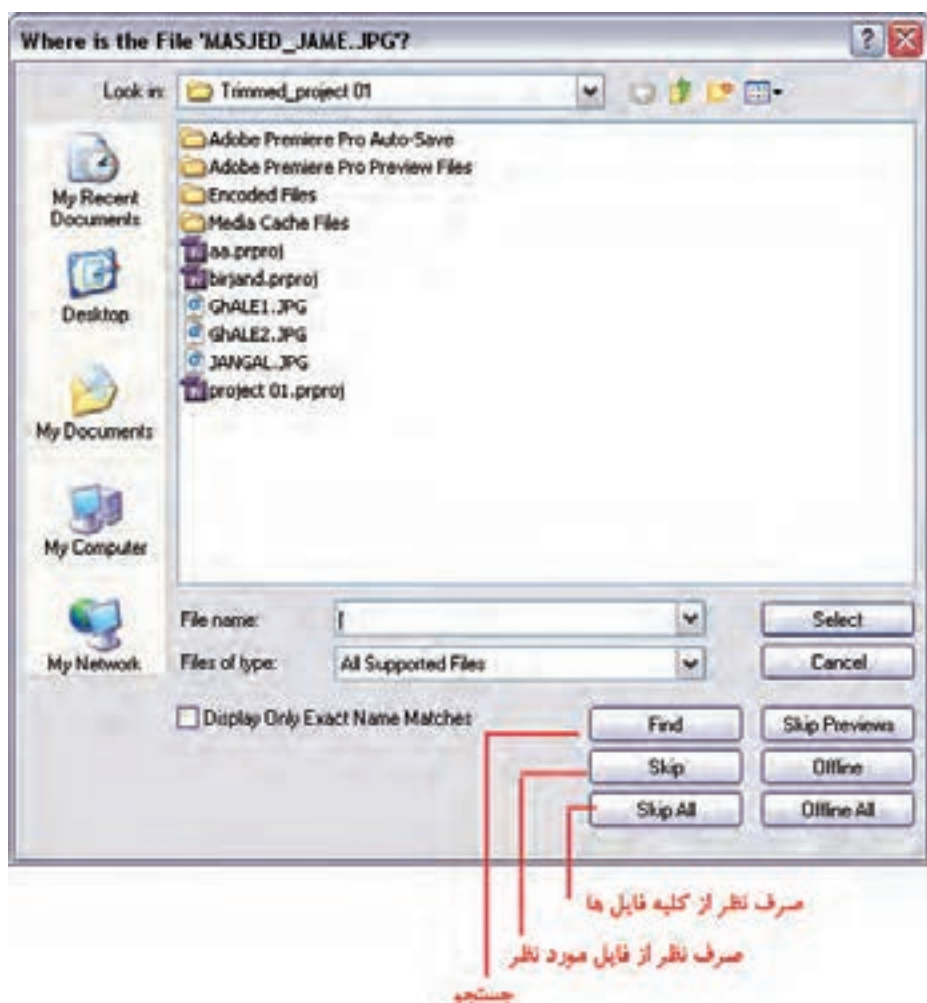 Where is the File 'MASJED_JAME.JPG'?
Look in: Trimmed_project 01
My Recent Documents
Desktop
My Documents
My Computer
My Network
Adobe Premiere Pro Auto-Save
Adobe Premiere Pro Preview Files
Encoded Files
Media Cache Files
aa.prproj
birjand.prproj
GhALE1.JPG
GhALE2.JPG
JANGAL.JPG
project 01.prproj
File name:
Select
Files of type: All Supported Files
Cancel
Display Only Exact Name Matches
Find
Skip Previews
Skip
Offline
Skip All
Offline All
صرف نظر از کلیه فایل ها
صرف نظر از فایل مورد نظر
جستجو